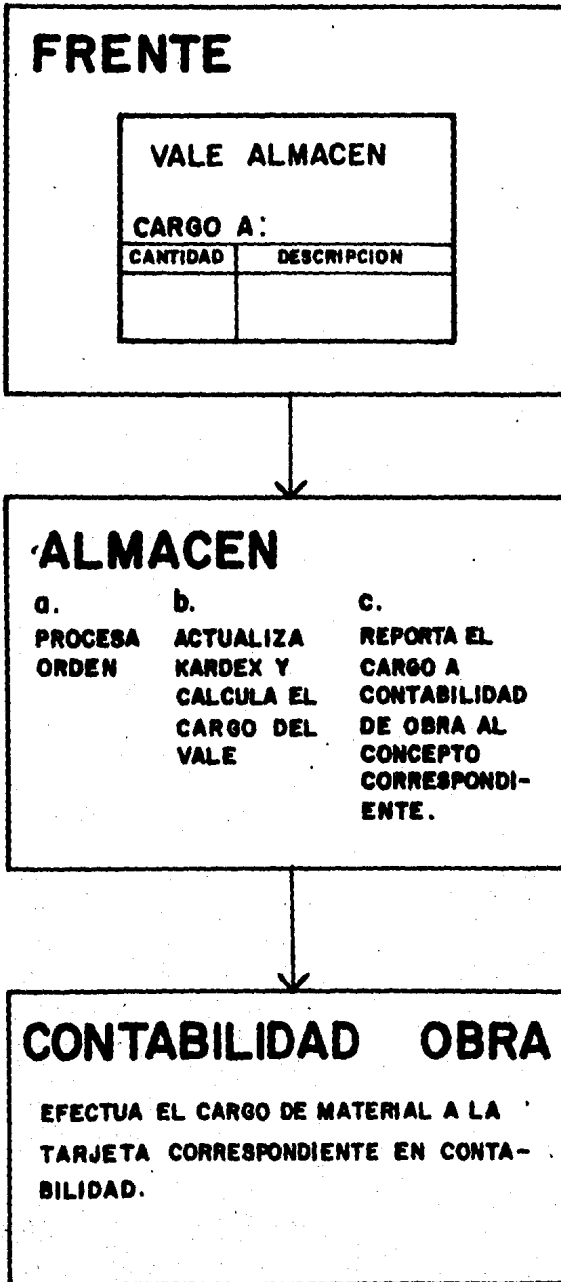 FRENTE
VALE ALMACEN
CARGO A:
CANTIDAD DESCRIPCION
ALMACEN
a.
PROCESA
ORDEN
b.
ACTUALIZA
KARDEX Y
CALCULA EL
CARGO DEL
VALE
c.
REPORTA EL
CARGO A
CONTABILIDAD
DE OBRA AL
CONCEPTO
CORRESPONDI-
ENTE.
CONTABILIDAD OBRA
EFECTUA EL CARGO DE MATERIAL A LA
TARJETA CORRESPONDIENTE EN CONTA-
BILIDAD.